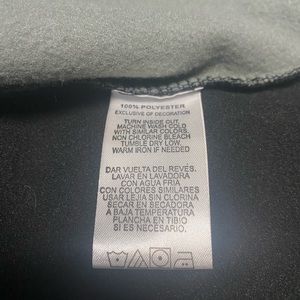 100% POLYESTER
EXCLUSIVE OF DECORATION
TURN INSIDE OUT
MACHINE WASH COLD
WITH SIMILAR COLORS.
NON CHLORINE BLEACH
TUMBLE DRY LOW.
WARM IRON IF NEEDED
DAR VUELTA DEL REVÉS.
LAVAR EN LAVADORA
CON AGUA FRIA
CON COLORES SIMILARES
USAR LEJIA SIN CLORINA
SECAR EN SECADORA
A BAJA TEMPERATURA
PLANCHA EN TIBIO
SI ES NECESARIO.